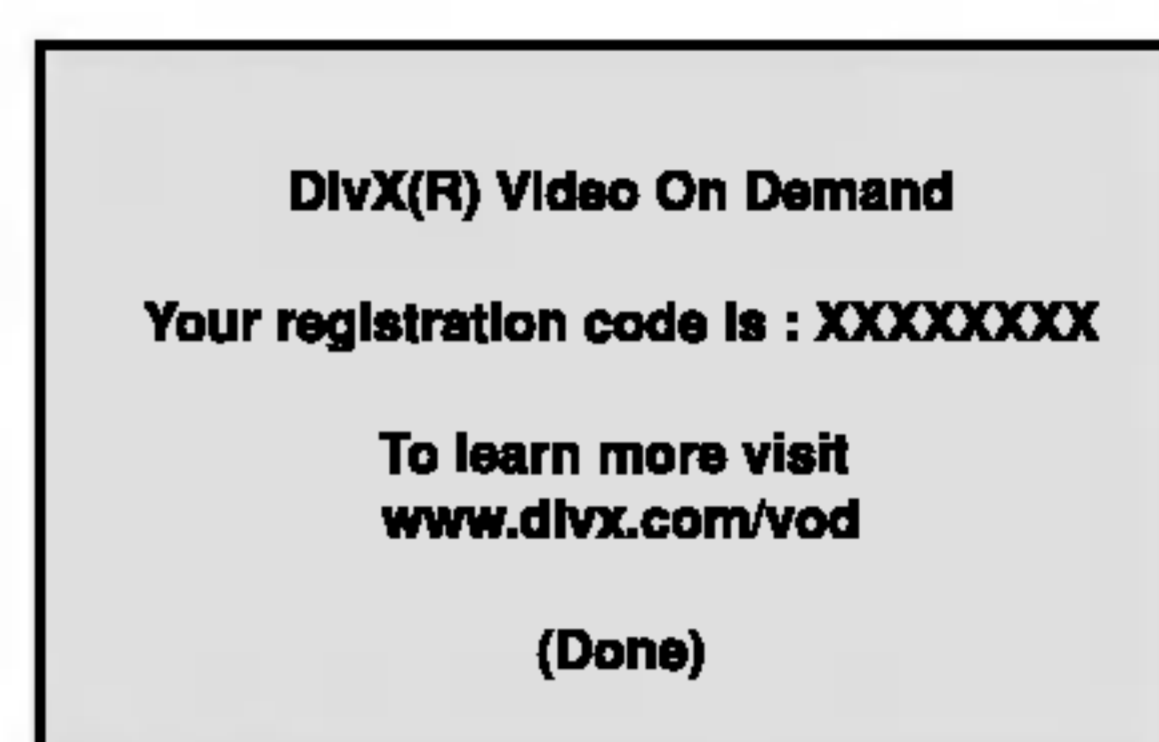 DivX(R) Video On Demand
Your registration code is : XXXXXXXX
To learn more visit
www.divx.com/vod
(Done)